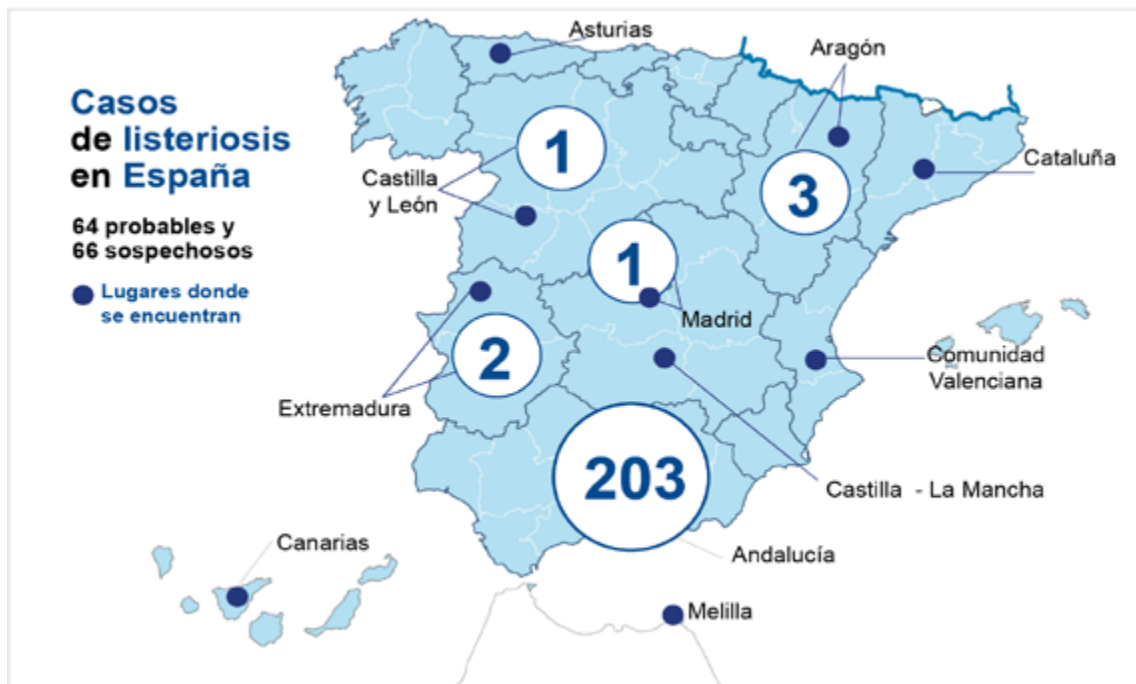 Casos
de listeriosis
en España
64 probables y
66 sospechosos
Lugares donde
se encuentran
Asturias
Aragón
1
Castilla
y León
3
Cataluña
1
Madrid
2
Extremadura
Comunidad
Valenciana
203
Castilla - La Mancha
Andalucía
Canarias
Melilla